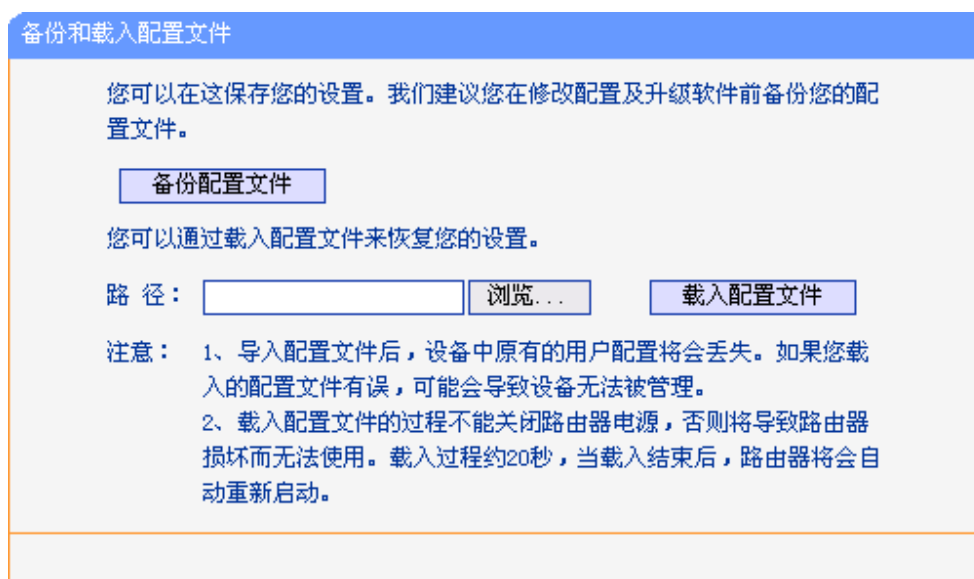 备份和载入配置文件
您可以在这保存您的设置。我们建议您在修改配置及升级软件前备份您的配
置文件。
备份配置文件
您可以通过载入配置文件来恢复您的设置。
路 径： 浏览... 载入配置文件
注意： 1、导入配置文件后，设备中原有的用户配置将会丢失。如果您载
入的配置文件有误，可能会导致设备无法被管理。
2、载入配置文件的过程不能关闭路由器电源，否则将导致路由器
损坏而无法使用。载入过程约20秒，当载入结束后，路由器将会自
动重新启动。